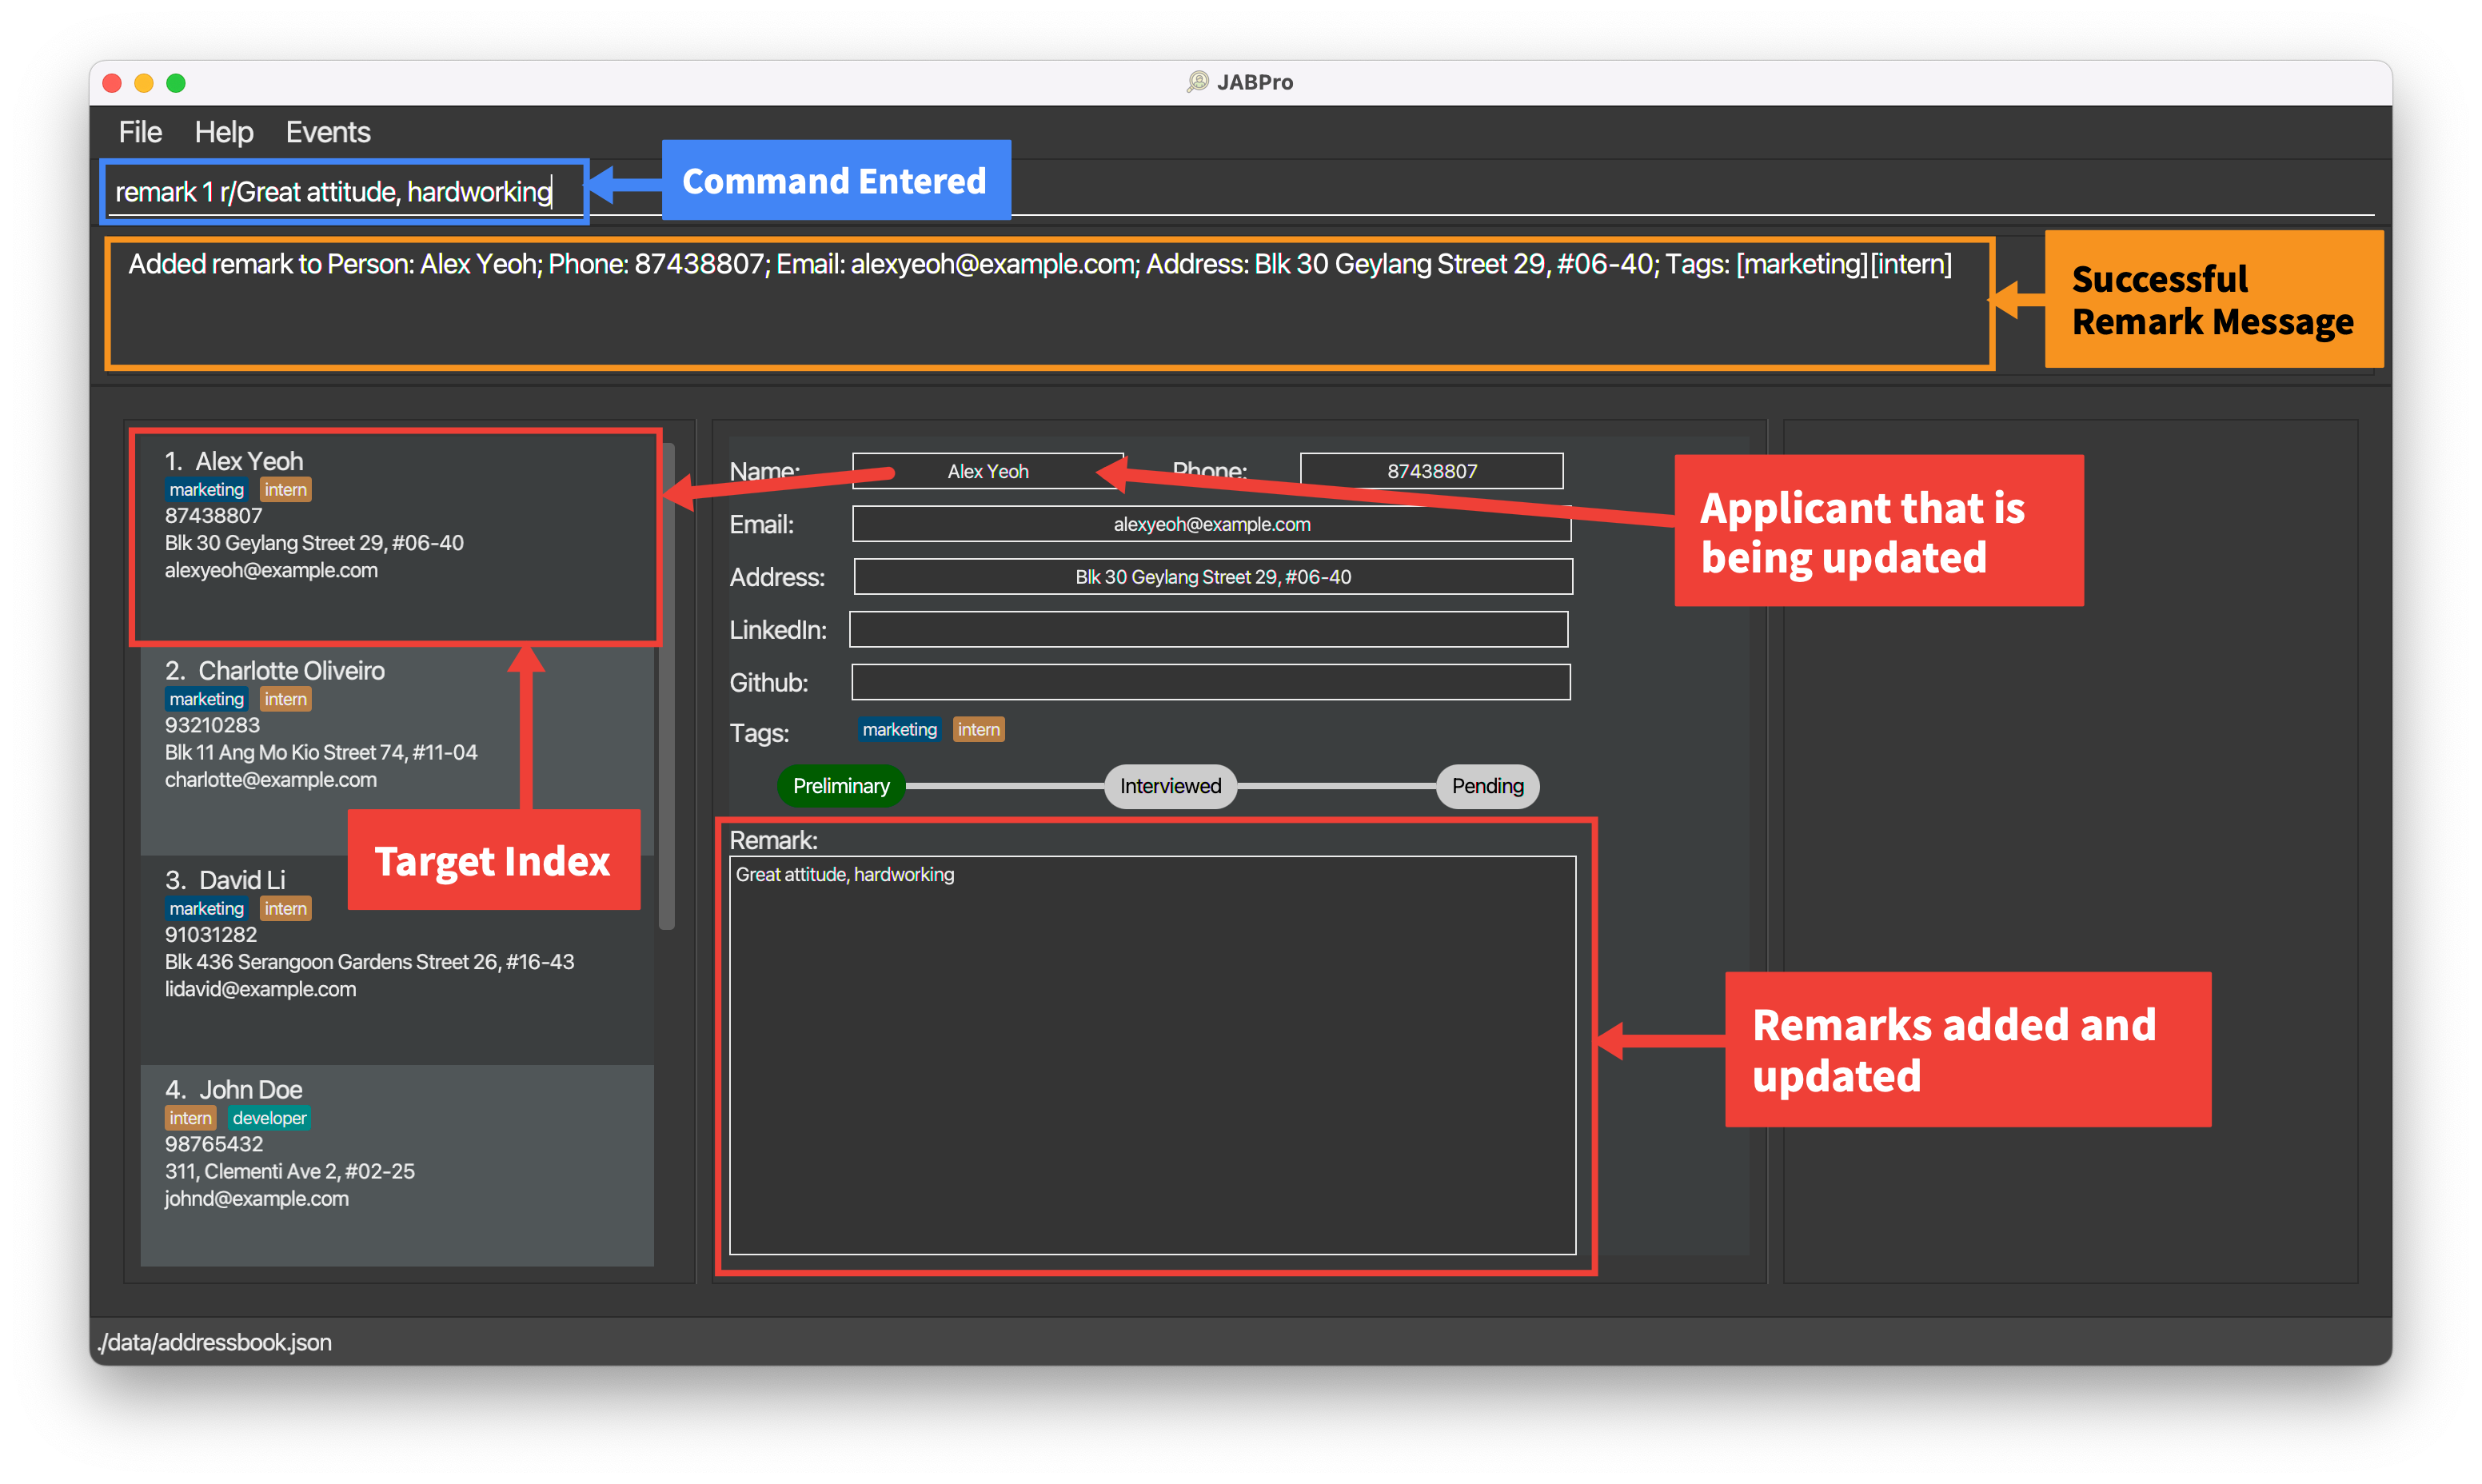 JABPro
File Help Events
remark 1 r/Great attitude, hardworking
Command Entered
Added remark to Person: Alex Yeoh; Phone: 87438807; Email: alexyeoh@example.com; Address: Blk 30 Geylang Street 29, #06-40; Tags: [marketing][intern]
Successful
Remark Message
1. Alex Yeoh
marketing intern
87438807
Blk 30 Geylang Street 29, #06-40
alexyeoh@example.com
2. Charlotte Oliveiro
marketing intern
93210283
Blk 11 Ang Mo Kio Street 74, #11-04
charlotte@example.com
Target Index
3. David Li
marketing intern
91031282
Blk 436 Serangoon Gardens Street 26, #16-43
lidavid@example.com
4. John Doe
intern developer
98765432
311, Clementi Ave 2, #02-25
johnd@example.com
Name: Alex Yeoh Phone: 87438807
Email: alexyeoh@example.com
Address: Blk 30 Geylang Street 29, #06-40
LinkedIn:
Github:
Tags: marketing intern
Preliminary Interviewed Pending
Remark:
Great attitude, hardworking
Applicant that is
being updated
Remarks added and
updated
./data/addressbook.json